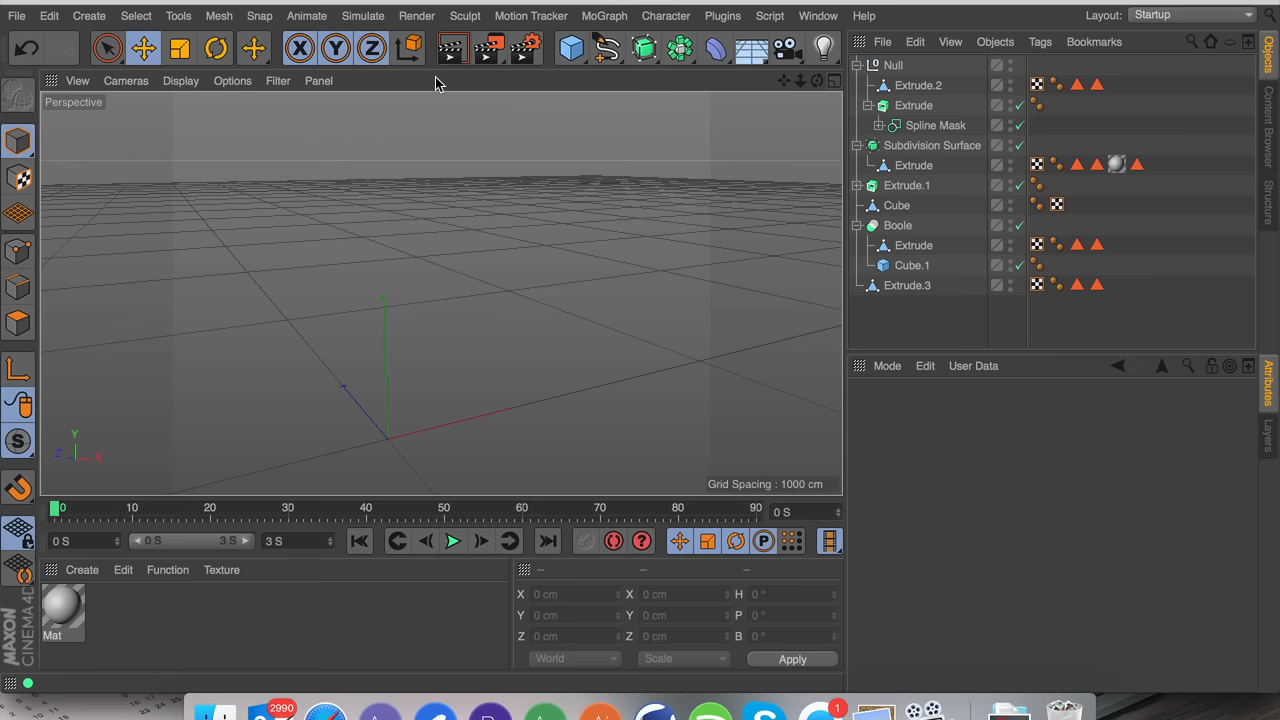 File Edit Create Select Tools Mesh Snap Animate Simulate Render Sculpt Motion Tracker MoGraph Character Plugins Script Window Help Layout: Startup
X Y Z
File Edit View Objects Tags Bookmarks
View Cameras Display Options Filter Panel
Perspective
Null
Extrude.2
Extrude
Spline Mask
Subdivision Surface
Extrude
Extrude.1
Cube
Boole
Extrude
Cube.1
Extrude.3
Objects
Content Browser
Structure
Mode Edit User Data
Attributes
Layers
Y
Z X
Grid Spacing : 1000 cm
0 10 20 30 40 50 60 70 80 90 0 S
0 S 0 S 3 S 3 S
Create Edit Function Texture
-- -- --
X 0 cm X 0 cm H 0 °
Y 0 cm Y 0 cm P 0 °
Z 0 cm Z 0 cm B 0 °
World Scale Apply
Mat
MAXON
CINEMA 4D
S
P
2990
1